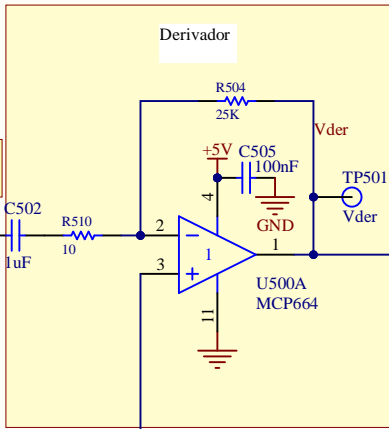 Derivador
R504
25K
Vder
+5V
C505
100nF
TP501
Vder
C502
R510
10
1uF
4
GND
2
1
1
3
U500A
MCP664
11